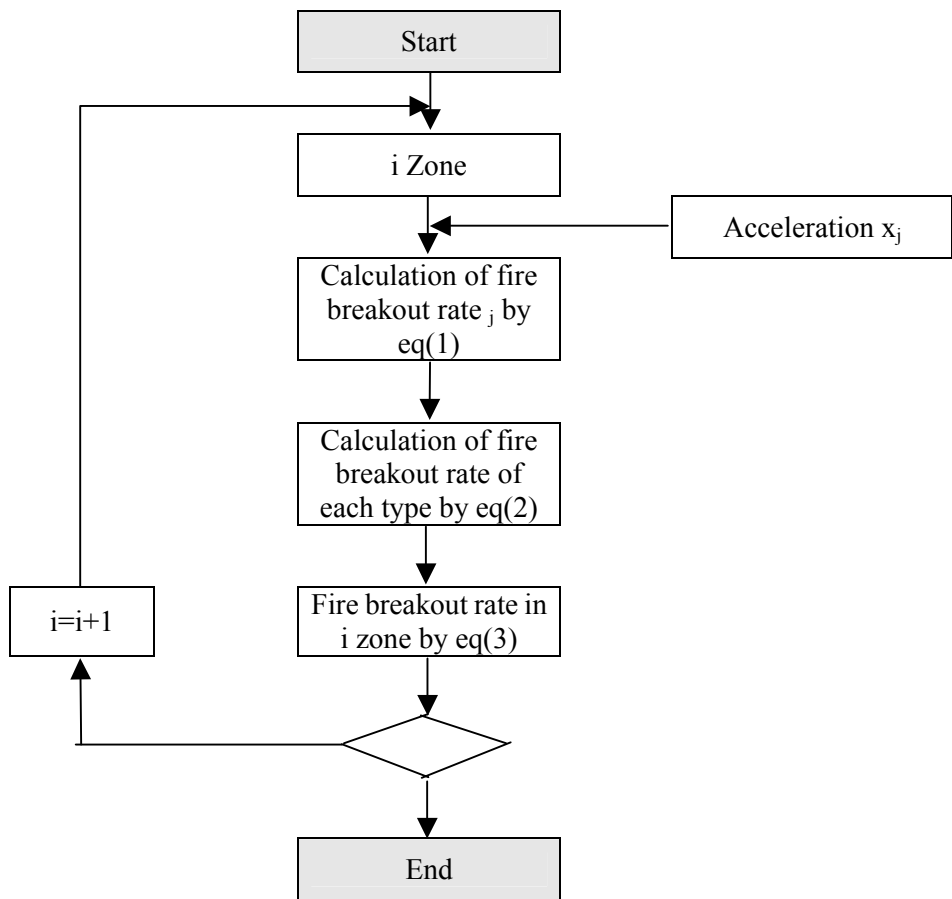 Start
i Zone
Acceleration xj
Calculation of fire
breakout rate j by
eq(1)
Calculation of fire
breakout rate of
each type by eq(2)
i=i+1
Fire breakout rate in
i zone by eq(3)
End